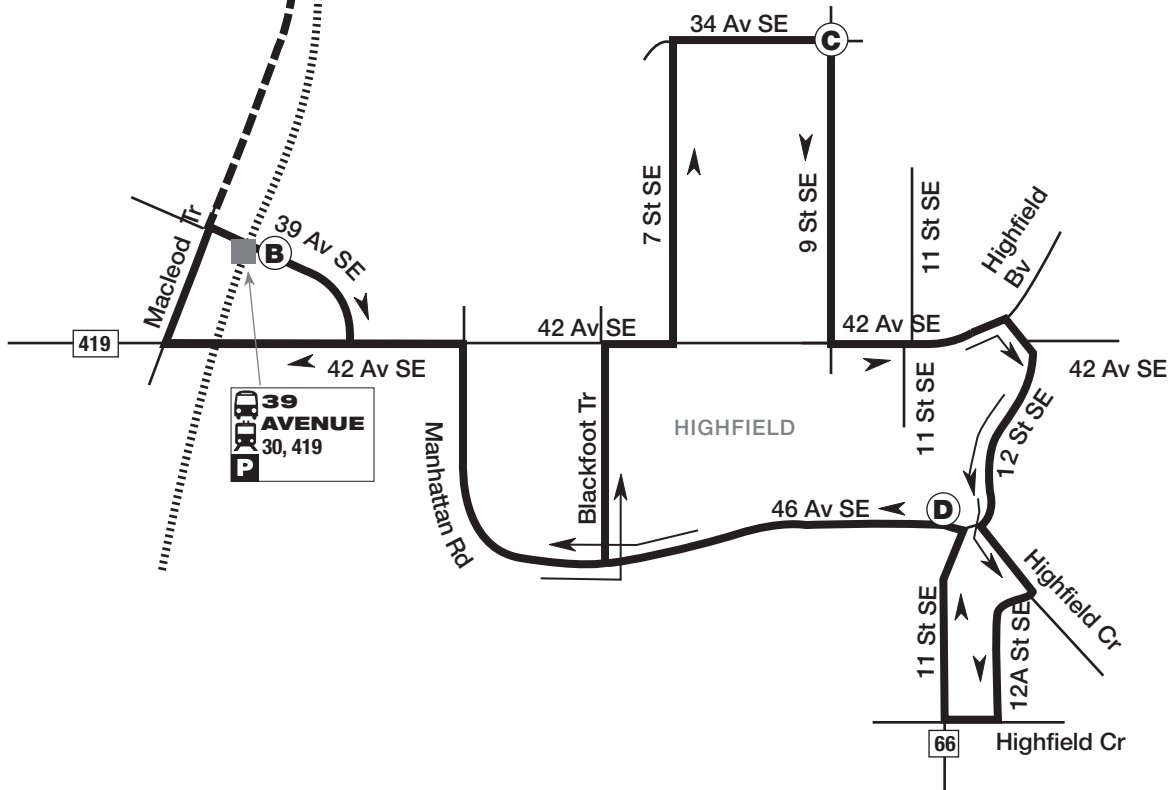 34 Av SE
C
7 St SE
9 St SE
11 St SE
Highfield
Bv
Macleod Tr
39 Av SE
B
419
42 Av SE
42 Av SE
42 Av SE
42 Av SE
11 St SE
12 St SE
39
AVENUE
30, 419
P
HIGHFIELD
Manhattan Rd
Blackfoot Tr
46 Av SE
D
Highfield Cr
11 St SE
12A St SE
66
Highfield Cr